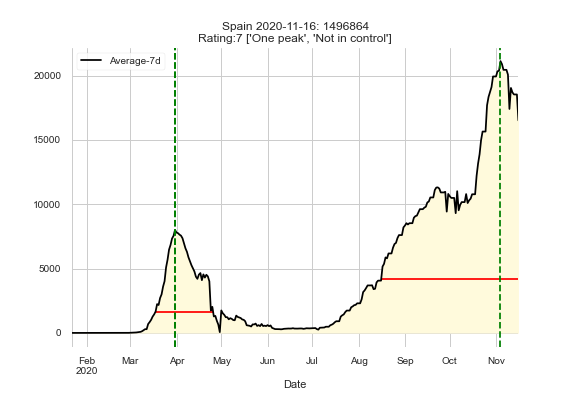 Spain 2020-11-16: 1496864
Rating:7 ['One peak', 'Not in control']
Average-7d
20000
15000
10000
5000
0
Feb Mar Apr May Jun Jul Aug Sep Oct Nov
2020
Date